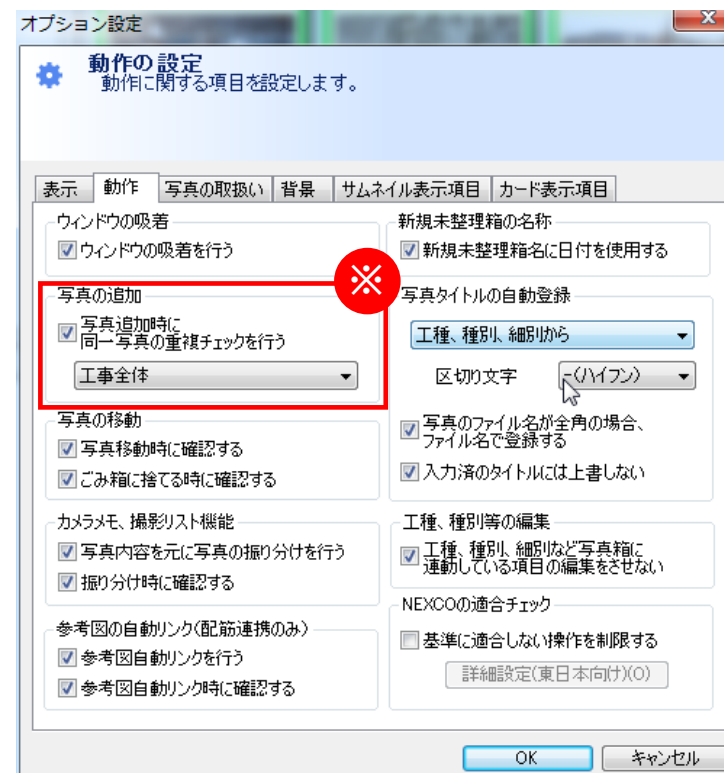 オプション設定
動作の設定
動作に関する項目を設定します。
表示
動作
写真の取扱い
背景
サムネイル表示項目
カード表示項目
ウィンドウの吸着
ウィンドウの吸着を行う
※
写真の追加
写真追加時に
同一写真の重複チェックを行う
工事全体
写真の移動
写真移動時に確認する
ごみ箱に捨てる時に確認する
カメラメモ、撮影リスト機能
写真内容を元に写真の振り分けを行う
振り分け時に確認する
参考図の自動リンク(配筋連携のみ)
参考図自動リンクを行う
参考図自動リンク時に確認する
新規未整理箱の名称
新規未整理箱名に日付を使用する
写真タイトルの自動登録
工種、種別、細別から
区切り文字
-(ハイフン)
写真のファイル名が全角の場合、
ファイル名で登録する
入力済のタイトルには上書しない
工種、種別等の編集
工種、種別、細別など写真箱に
連動している項目の編集をさせない
NEXCOの適合チェック
基準に適合しない操作を制限する
詳細設定(東日本向け)(O)
OK
キャンセル